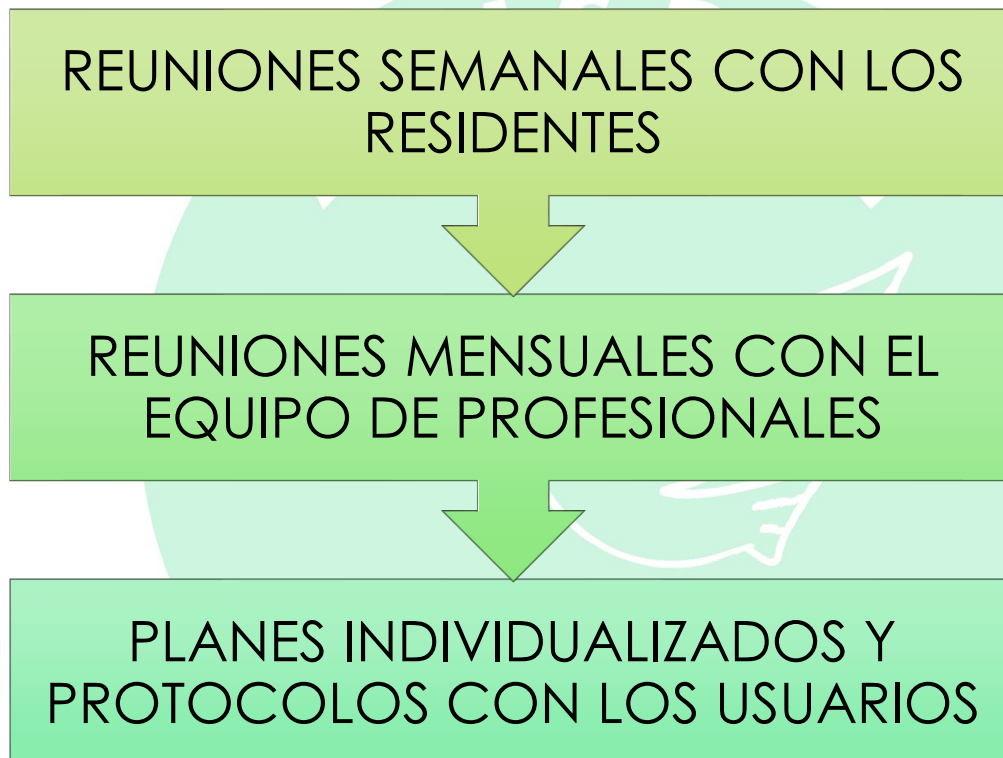 REUNIONES SEMANALES CON LOS
RESIDENTES
REUNIONES MENSUALES CON EL
EQUIPO DE PROFESIONALES
PLANES INDIVIDUALIZADOS Y
PROTOCOLOS CON LOS USUARIOS